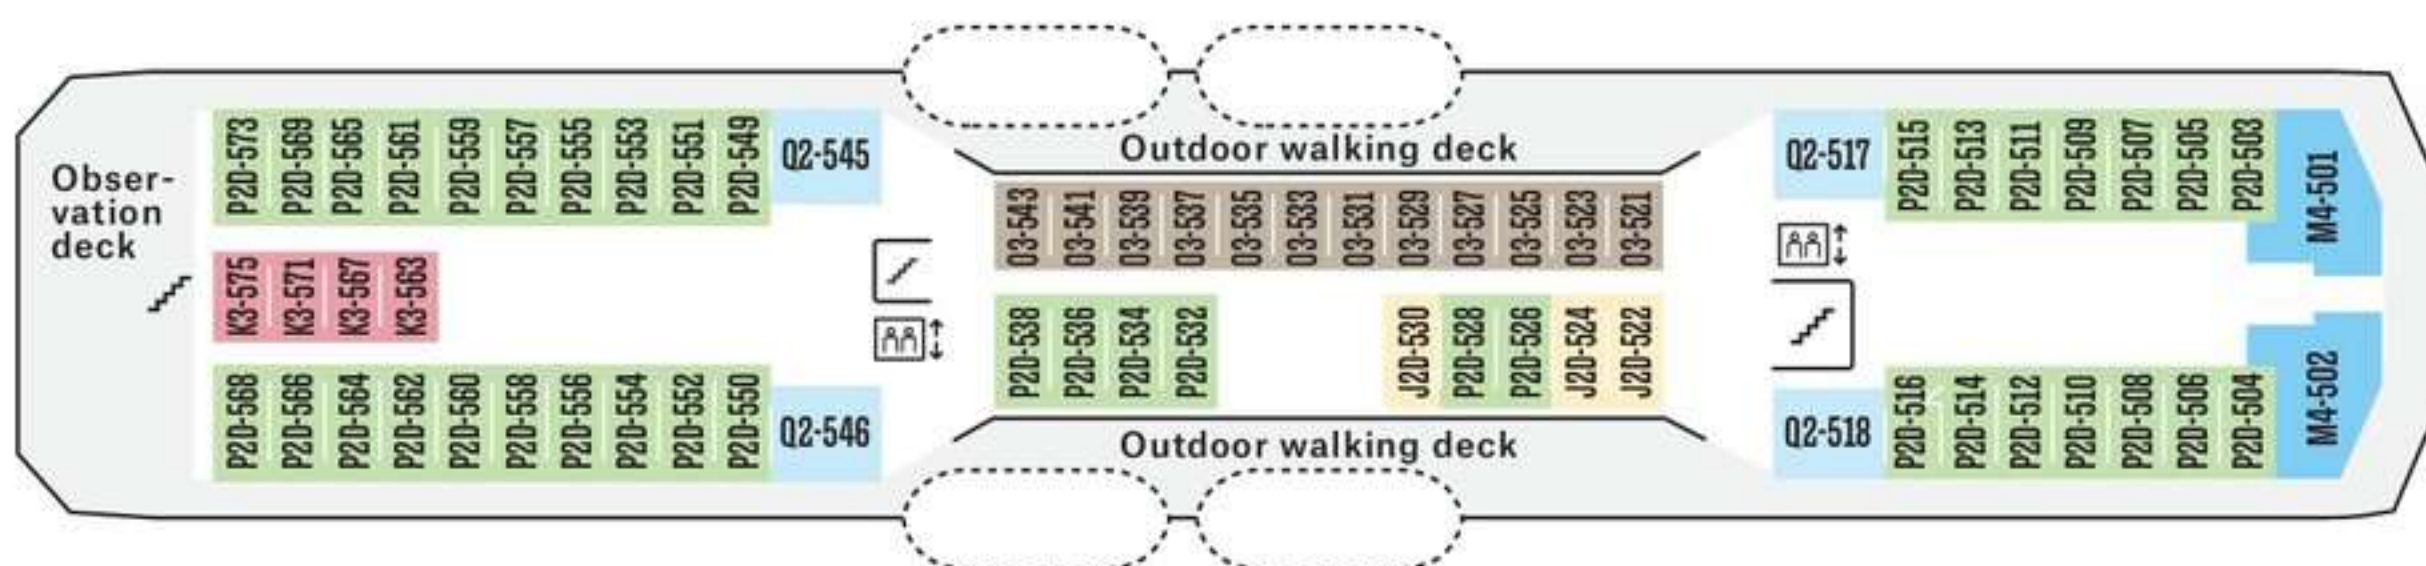 Obser-
vation
deck
P2D-573
P2D-569
P2D-565
P2D-561
P2D-559
P2D-557
P2D-555
P2D-553
P2D-551
P2D-549
Q2-545
K3-575
K3-571
K3-567
K3-563
P2D-568
P2D-566
P2D-564
P2D-562
P2D-560
P2D-558
P2D-556
P2D-554
P2D-552
P2D-550
Q2-546
Outdoor walking deck
O3-543
O3-541
O3-539
O3-537
O3-535
O3-533
O3-531
O3-529
O3-527
O3-525
O3-523
O3-521
P2D-538
P2D-536
P2D-534
P2D-532
J2D-530
P2D-528
P2D-526
J2D-524
J2D-522
Outdoor walking deck
Q2-517
P2D-515
P2D-513
P2D-511
P2D-509
P2D-507
P2D-505
P2D-503
M4-501
Q2-518
P2D-516
P2D-514
P2D-512
P2D-510
P2D-508
P2D-506
P2D-504
M4-502